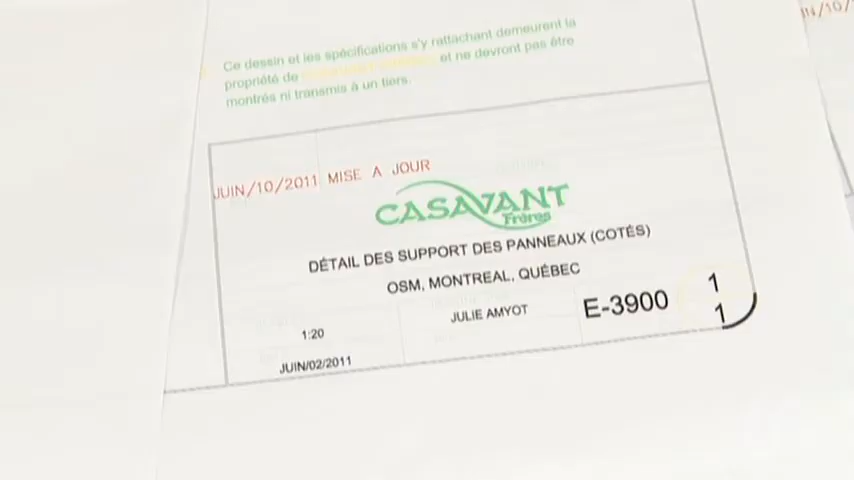 Ce dessin et les spécifications s'y rattachant demeurent la
propriété de et ne devront pas être
montrés ni transmis à un tiers.
JUIN/10/2011 MISE A JOUR
CASAVANT
Frères
DÉTAIL DES SUPPORT DES PANNEAUX (COTÉS)
OSM, MONTREAL, QUÉBEC
1:20
JULIE AMYOT
E-3900
1
1
JUIN/02/2011
IN/10/